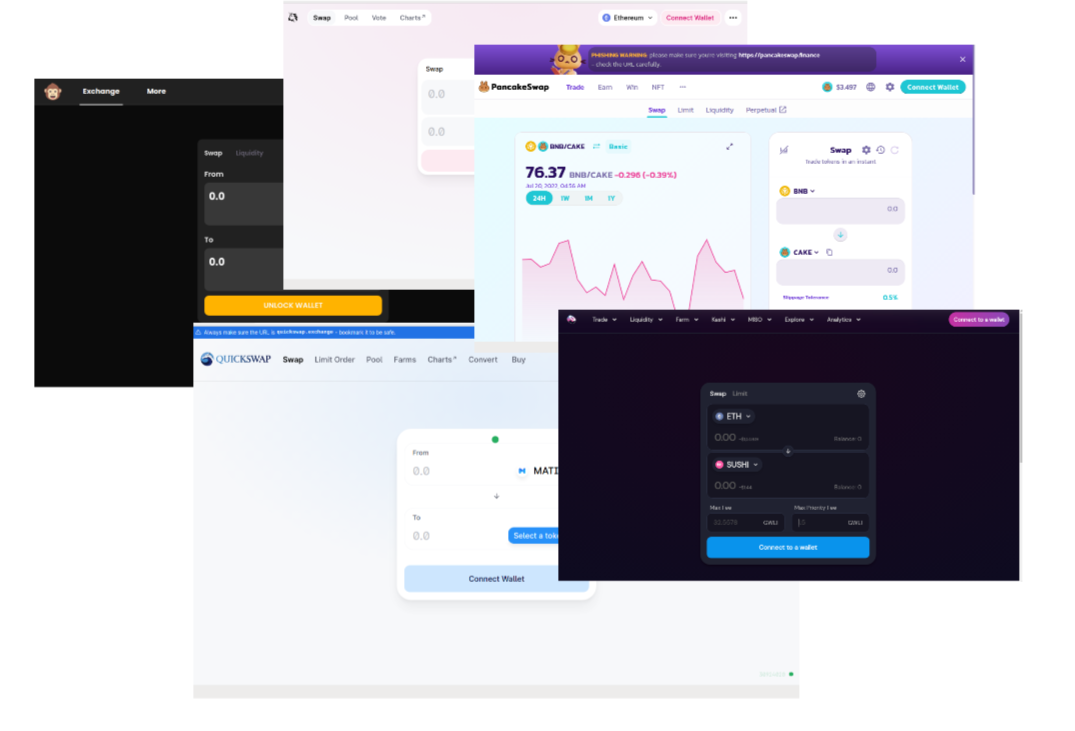 Swap Pool Vote Charts
Ethereum Connect Wallet
Swap
0.0
0.0
PHISHING WARNING: please make sure you're visiting https://pancakeswap.finance
- check the URL carefully.
PancakeSwap Trade Earn Win NFT
$3.497 Connect Wallet
Swap Limit Liquidity Perpetual
BNB/CAKE Basic
76.37 BNB/CAKE -0.296 (-0.39%)
Jul 20, 2022, 04:56 AM
24H 1W 1M 1Y
Swap
Trade tokens in an instant
BNB
0.0
CAKE
0.0
Slippage Tolerance 0.5%
Exchange More
Swap Liquidity
From
0.0
To
0.0
UNLOCK WALLET
Always make sure the URL is quickswap.exchange - bookmark it to be safe.
QUICKSWAP Swap Limit Order Pool Farms Charts Convert Buy
From
0.0 MATI
To
0.0 Select a tok
Connect Wallet
Trade Liquidity Farm Kashi MISO Explore Analytics Connect to a wallet
Swap Limit
ETH
0.00 Balance: 0
SUSHI
0.00 Balance: 0
Max Fee Max Priority Fee
GWEI GWEI
Connect to a wallet